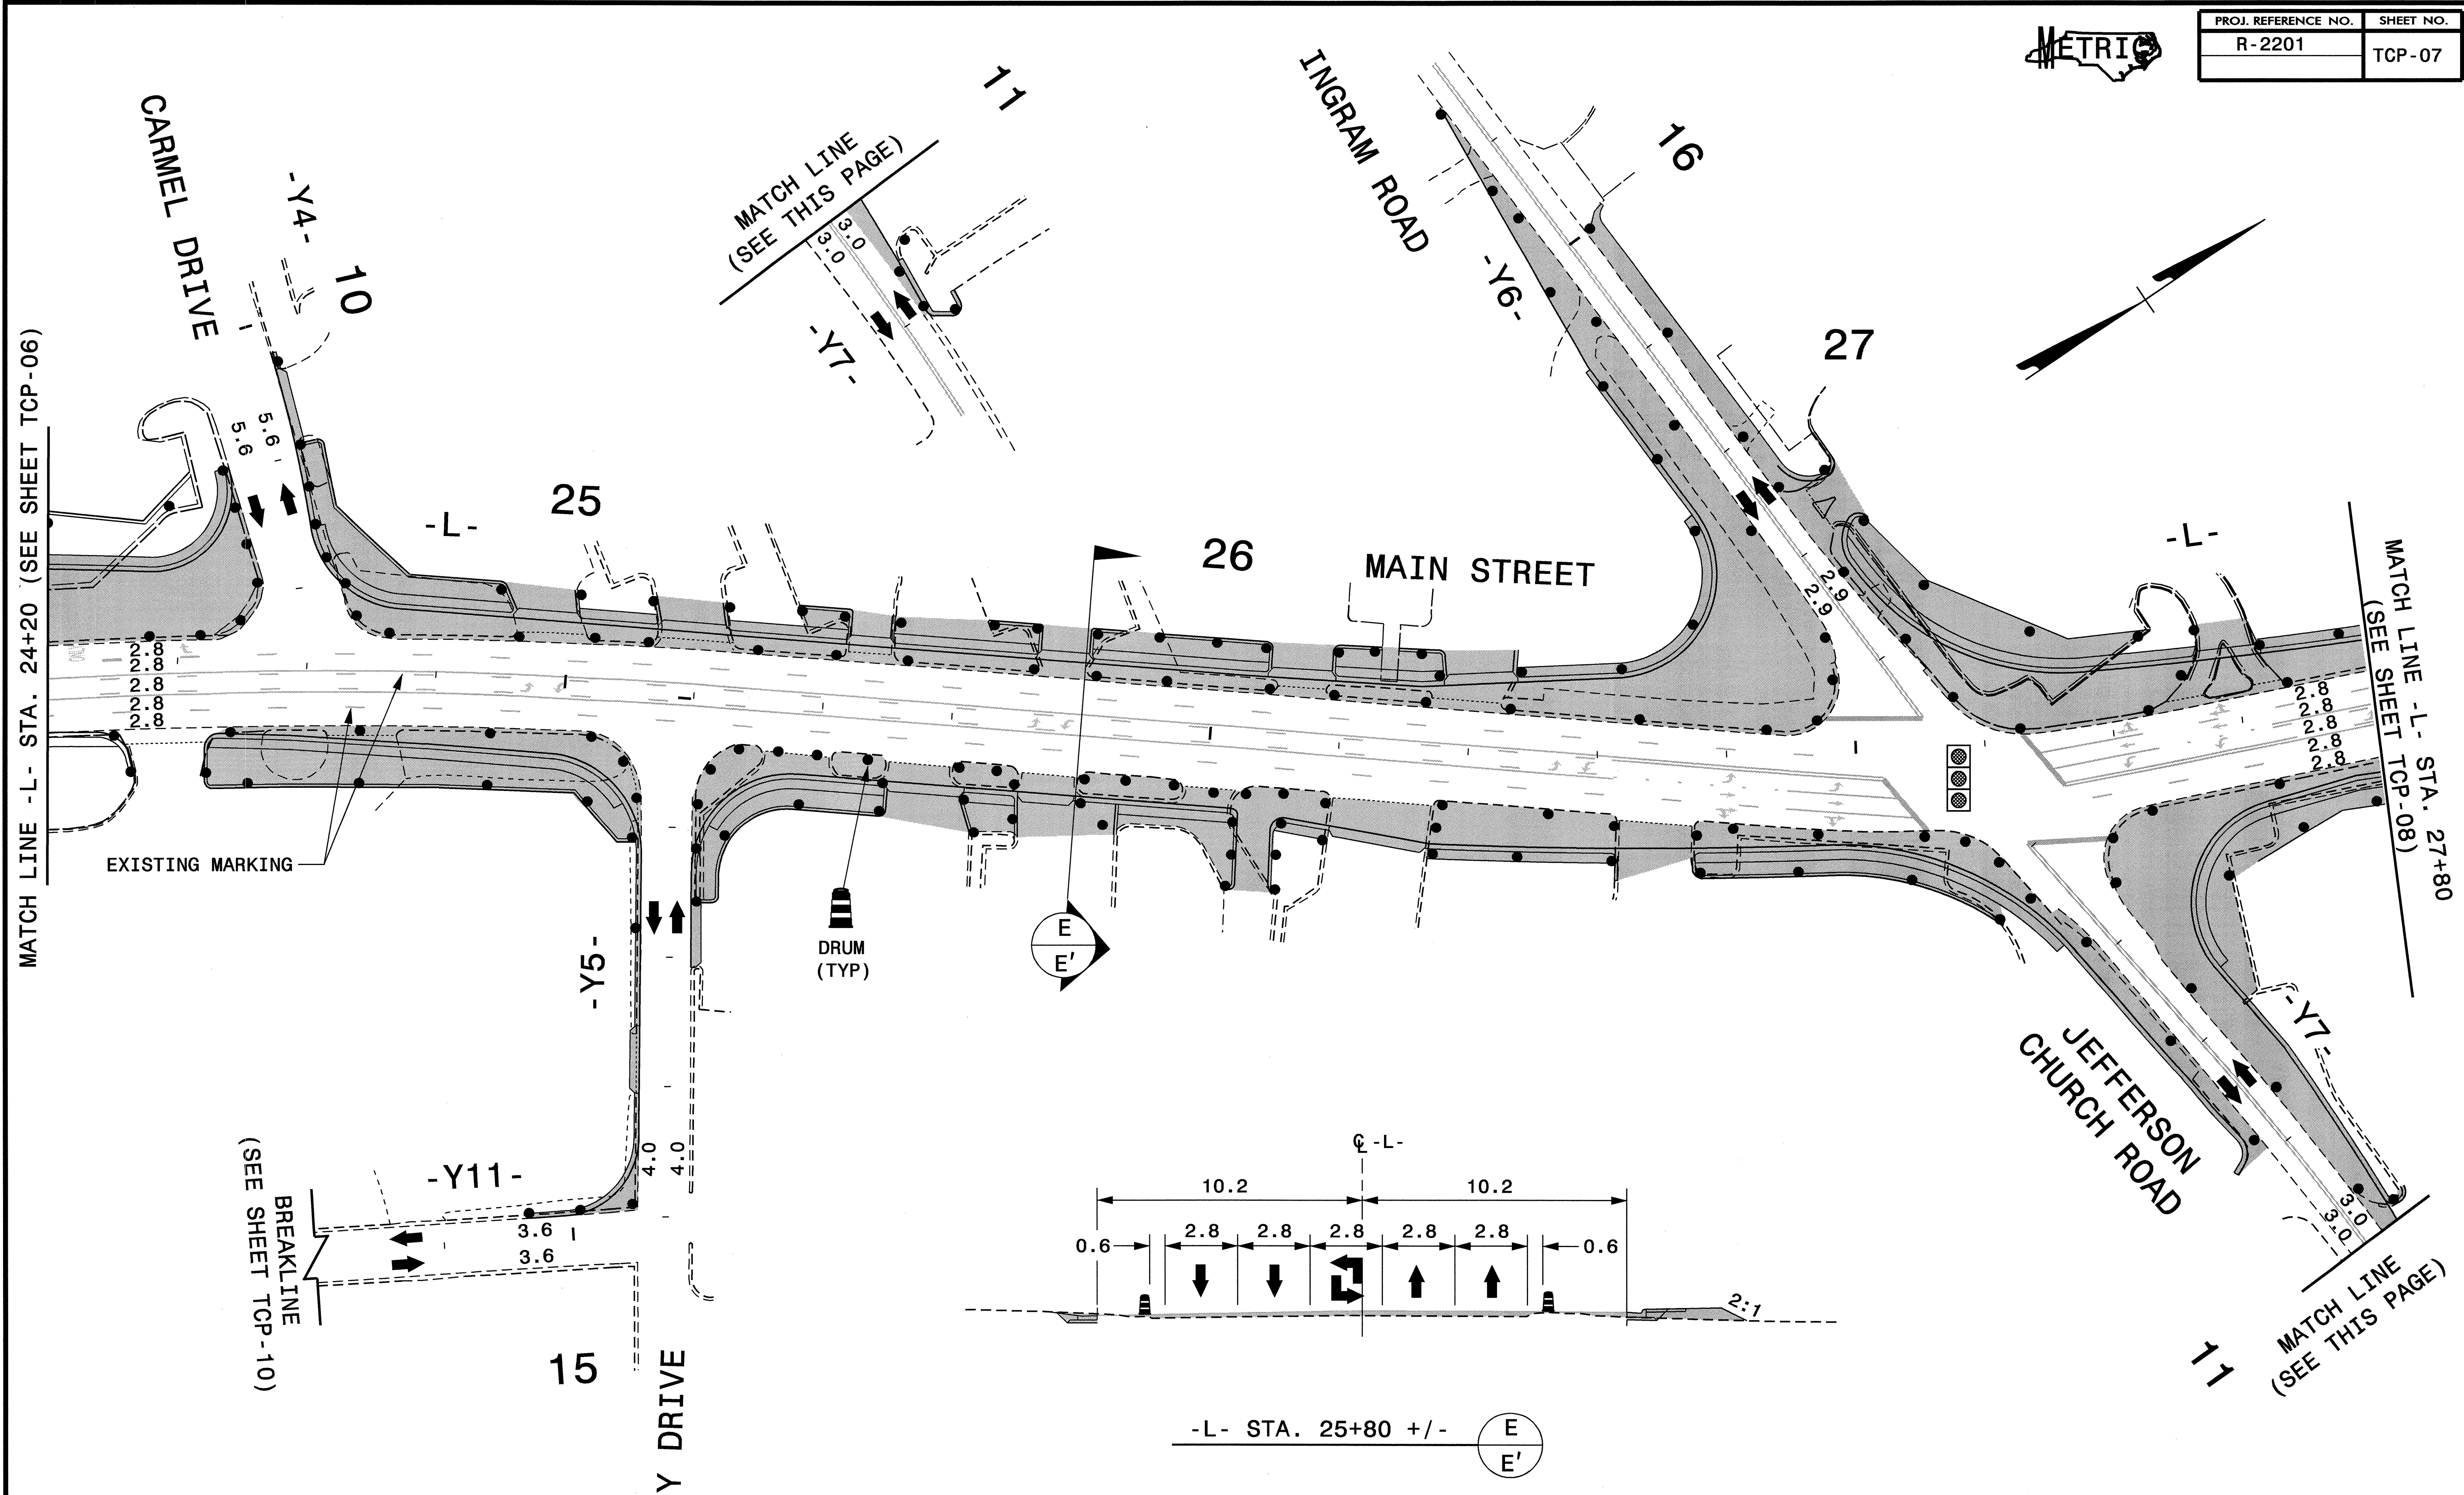 METRIC
PROJ. REFERENCE NO.
SHEET NO.
R-2201
TCP-07
CARMEL DRIVE
-Y4-
10
MATCH LINE
(SEE THIS PAGE)
11
3.0
3.0
-Y7-
INGRAM ROAD
-Y6-
16
27
MATCH LINE -L- STA. 24+20 (SEE SHEET TCP-06)
5.6
5.6
-L-
25
26
MAIN STREET
2.9
2.9
-L-
MATCH LINE -L- STA. 27+80
(SEE SHEET TCP-08)
2.8
2.8
2.8
2.8
2.8
2.8
2.8
2.8
2.8
2.8
EXISTING MARKING
DRUM
(TYP)
E
E'
-Y5-
4.0
4.0
-Y11-
3.6
3.6
BREAKLINE
(SEE SHEET TCP-10)
15
Y DRIVE
JEFFERSON
CHURCH ROAD
-Y7-
3.0
3.0
11
MATCH LINE
(SEE THIS PAGE)
℄ -L-
10.2
10.2
0.6
2.8
2.8
2.8
2.8
2.8
0.6
2:1
-L- STA. 25+80 +/-
E
E'